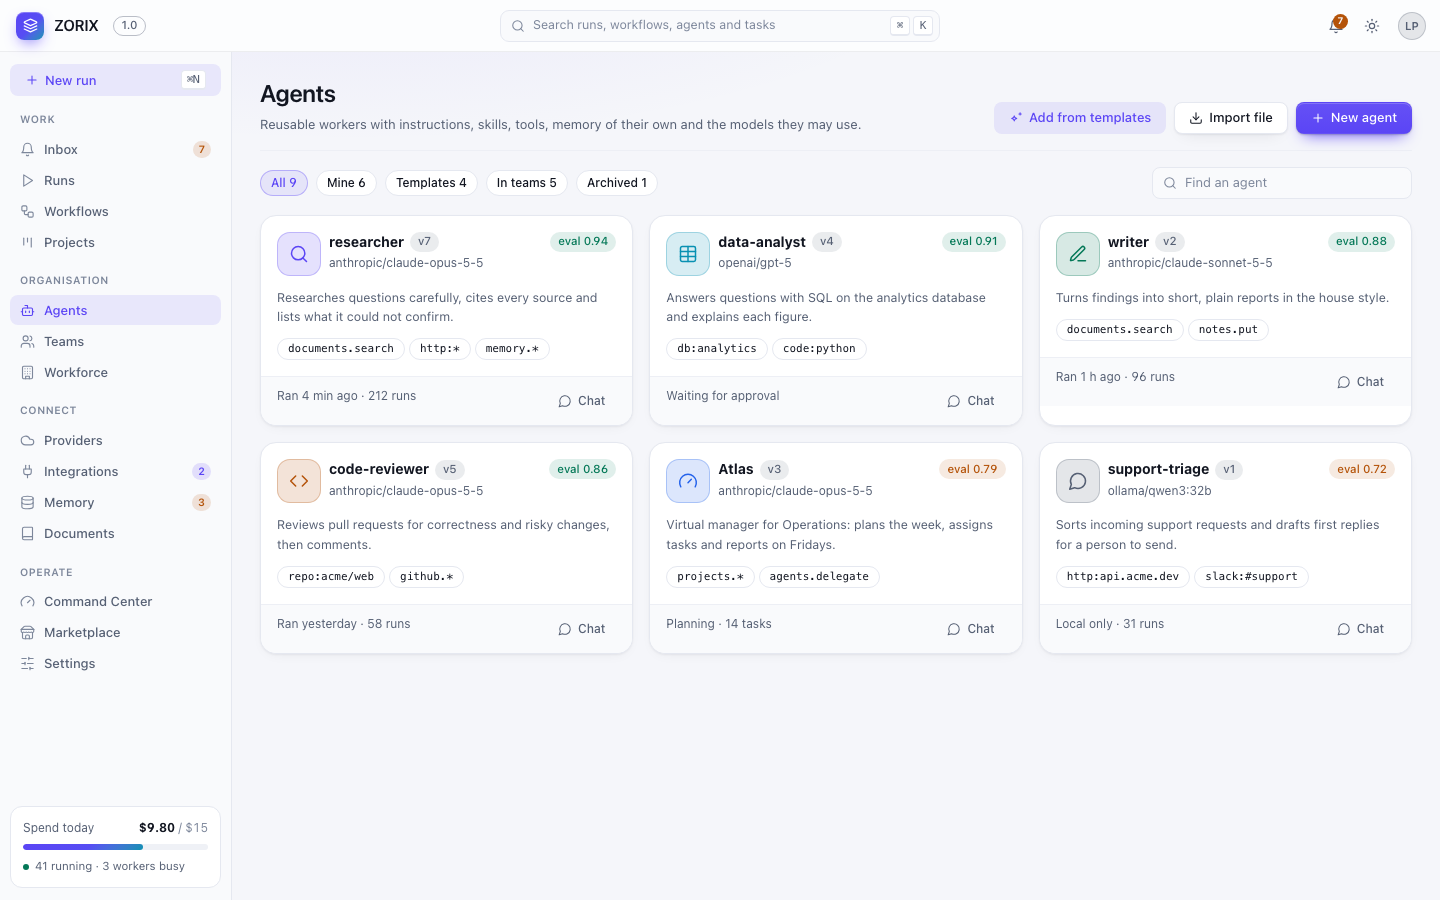 ZORIX 1.0
Search runs, workflows, agents and tasks ⌘ K
7
LP
New run ⌘N
WORK
Inbox 7
Runs
Workflows
Projects
ORGANISATION
Agents
Teams
Workforce
CONNECT
Providers
Integrations 2
Memory 3
Documents
OPERATE
Command Center
Marketplace
Settings
Spend today $9.80 / $15
41 running · 3 workers busy
Agents
Reusable workers with instructions, skills, tools, memory of their own and the models they may use.
Add from templates
Import file
New agent
All 9
Mine 6
Templates 4
In teams 5
Archived 1
Find an agent
researcher v7 eval 0.94
anthropic/claude-opus-5-5
Researches questions carefully, cites every source and
lists what it could not confirm.
documents.search http:* memory.*
Ran 4 min ago · 212 runs Chat
data-analyst v4 eval 0.91
openai/gpt-5
Answers questions with SQL on the analytics database
and explains each figure.
db:analytics code:python
Waiting for approval Chat
writer v2 eval 0.88
anthropic/claude-sonnet-5-5
Turns findings into short, plain reports in the house style.
documents.search notes.put
Ran 1 h ago · 96 runs Chat
code-reviewer v5 eval 0.86
anthropic/claude-opus-5-5
Reviews pull requests for correctness and risky changes,
then comments.
repo:acme/web github.*
Ran yesterday · 58 runs Chat
Atlas v3 eval 0.79
anthropic/claude-opus-5-5
Virtual manager for Operations: plans the week, assigns
tasks and reports on Fridays.
projects.* agents.delegate
Planning · 14 tasks Chat
support-triage v1 eval 0.72
ollama/qwen3:32b
Sorts incoming support requests and drafts first replies
for a person to send.
http:api.acme.dev slack:#support
Local only · 31 runs Chat